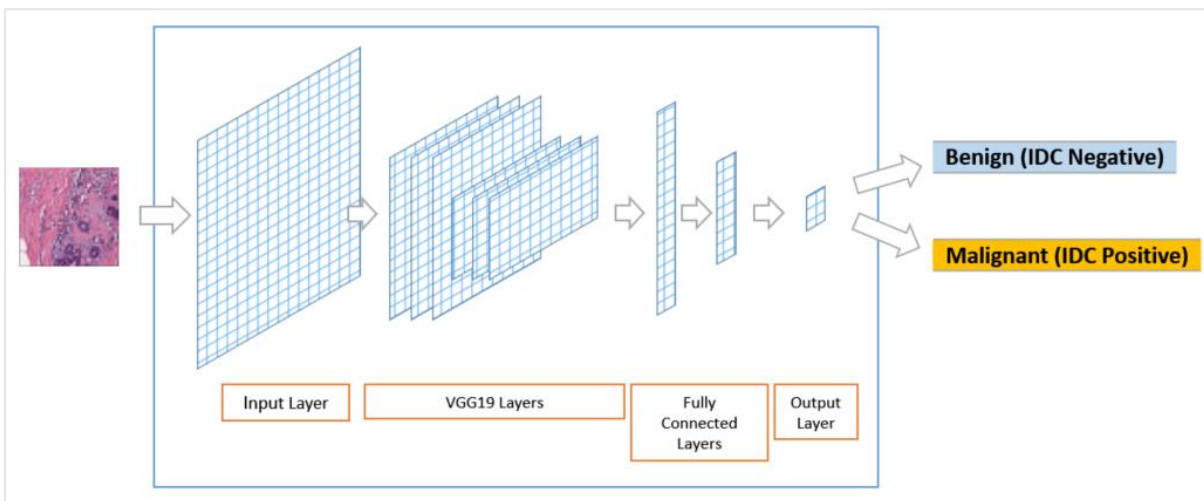 Benign (IDC Negative)
Malignant (IDC Positive)
Input Layer
VGG19 Layers
Fully
Connected
Layers
Output
Layer